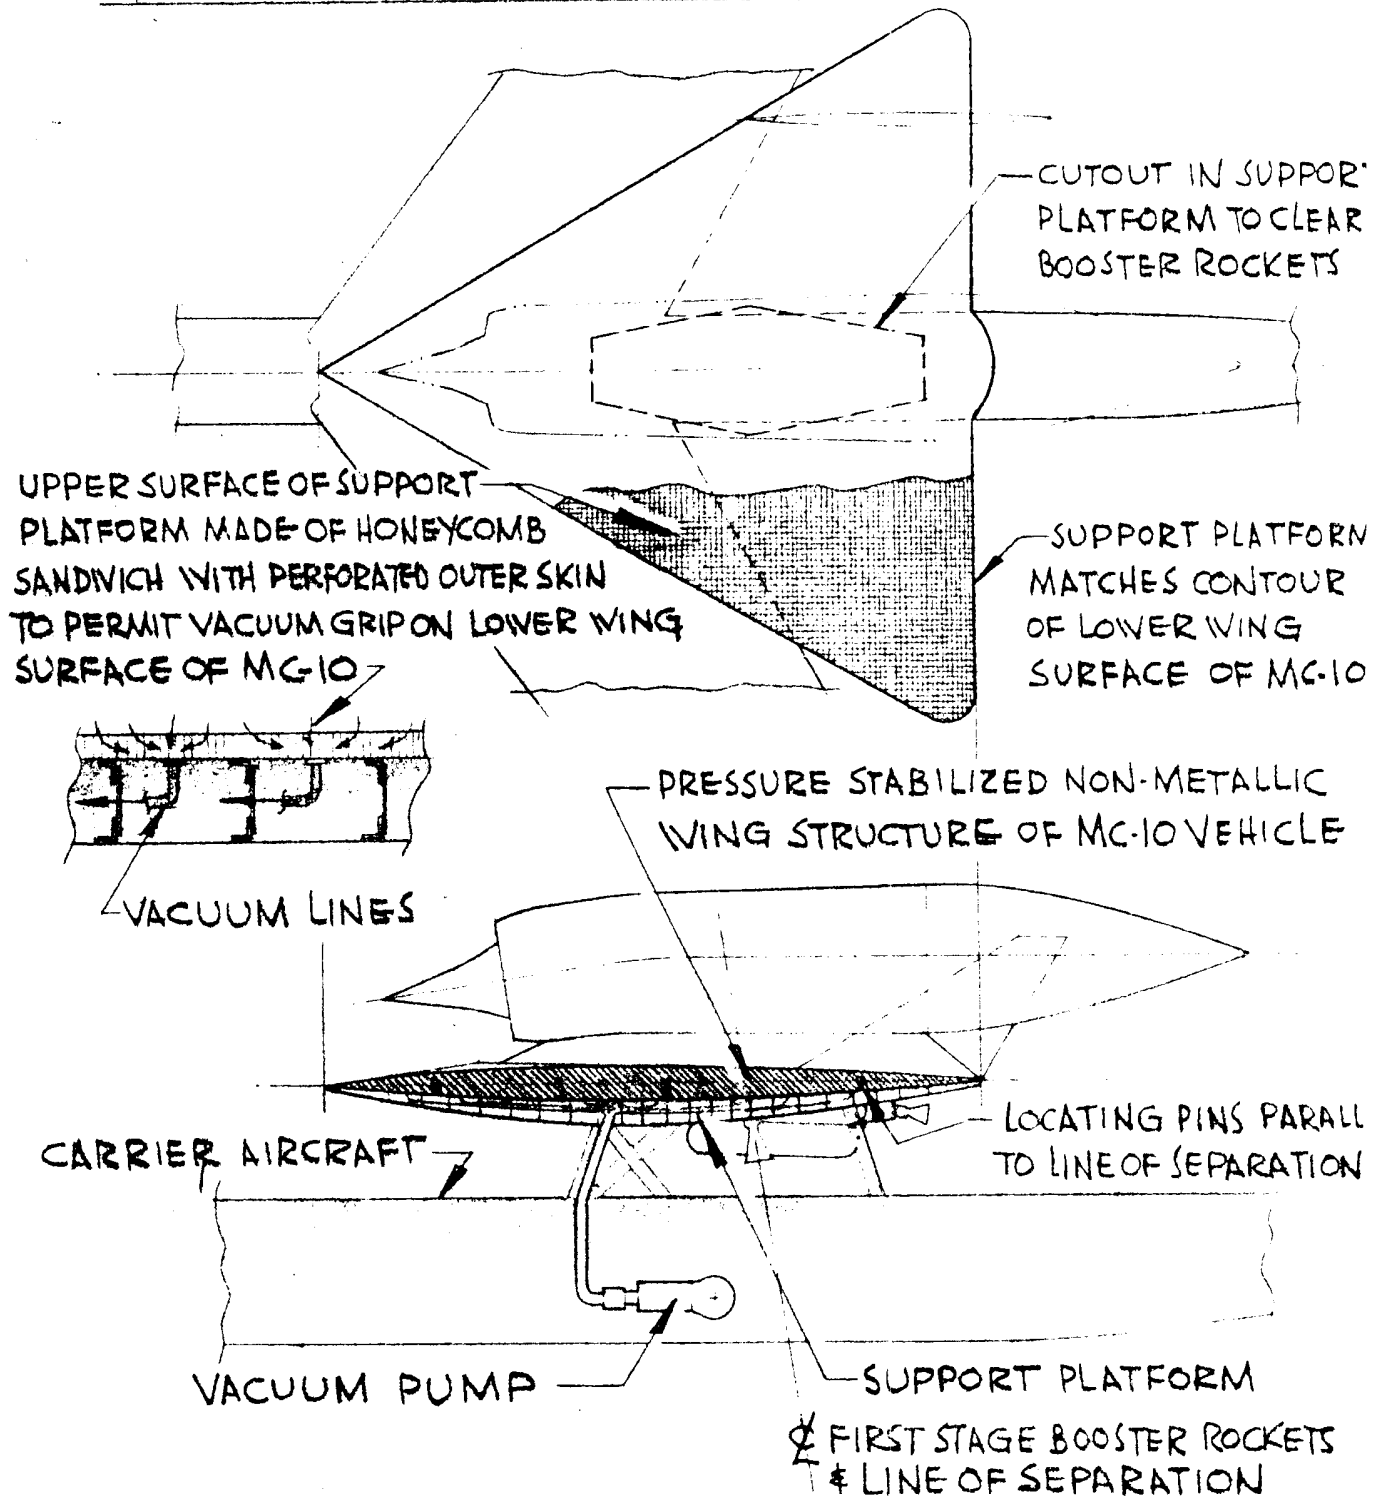 CUTOUT IN SUPPOR
PLATFORM TO CLEAR
BOOSTER ROCKETS
UPPER SURFACE OF SUPPORT
PLATFORM MADE OF HONEYCOMB
SANDWICH WITH PERFORATED OUTER SKIN
TO PERMIT VACUUM GRIP ON LOWER WING
SURFACE OF MC-10
SUPPORT PLATFORM
MATCHES CONTOUR
OF LOWER WING
SURFACE OF MC-10
PRESSURE STABILIZED NON-METALLIC
WING STRUCTURE OF MC-10 VEHICLE
VACUUM LINES
LOCATING PINS PARALL
TO LINE OF SEPARATION
CARRIER AIRCRAFT
VACUUM PUMP
SUPPORT PLATFORM
℄ FIRST STAGE BOOSTER ROCKETS
& LINE OF SEPARATION